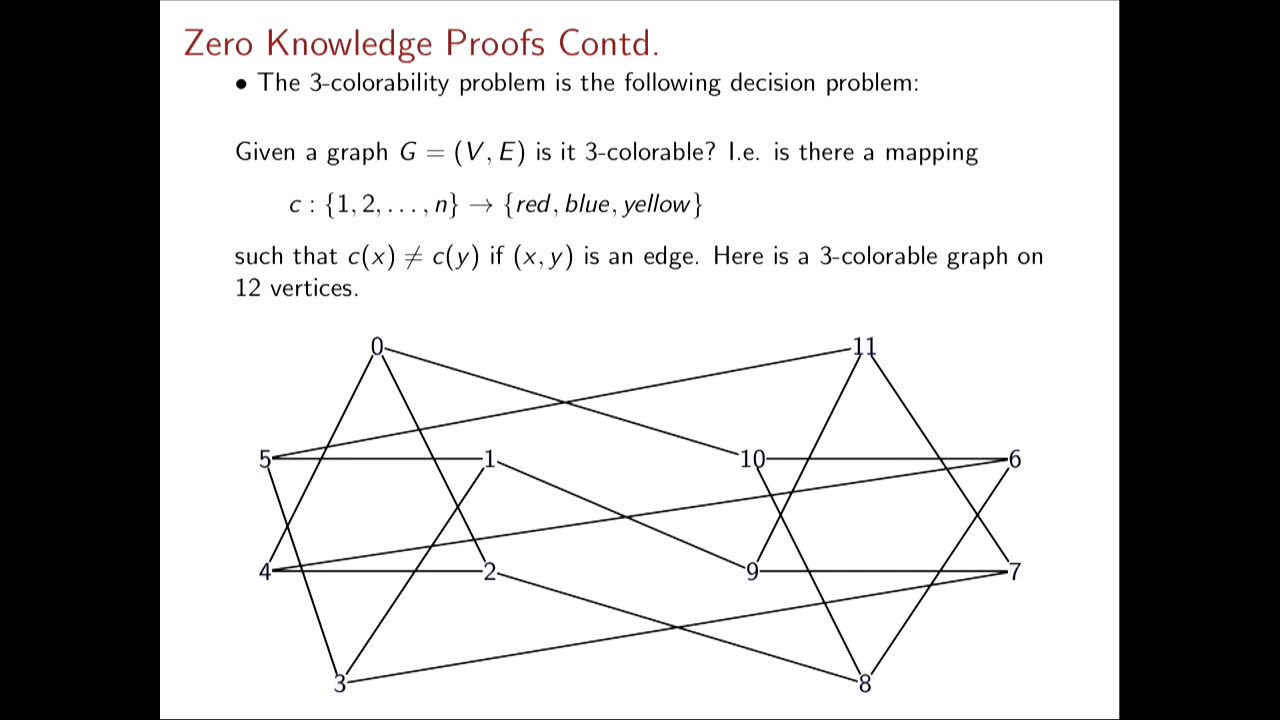 Zero Knowledge Proofs Contd.
• The 3-colorability problem is the following decision problem:
Given a graph G = (V, E) is it 3-colorable? I.e. is there a mapping
c : {1, 2, . . . , n} → {red, blue, yellow}
such that c(x) ≠ c(y) if (x, y) is an edge. Here is a 3-colorable graph on
12 vertices.
0 11
5 1 10 6
4 2 9 7
3 8